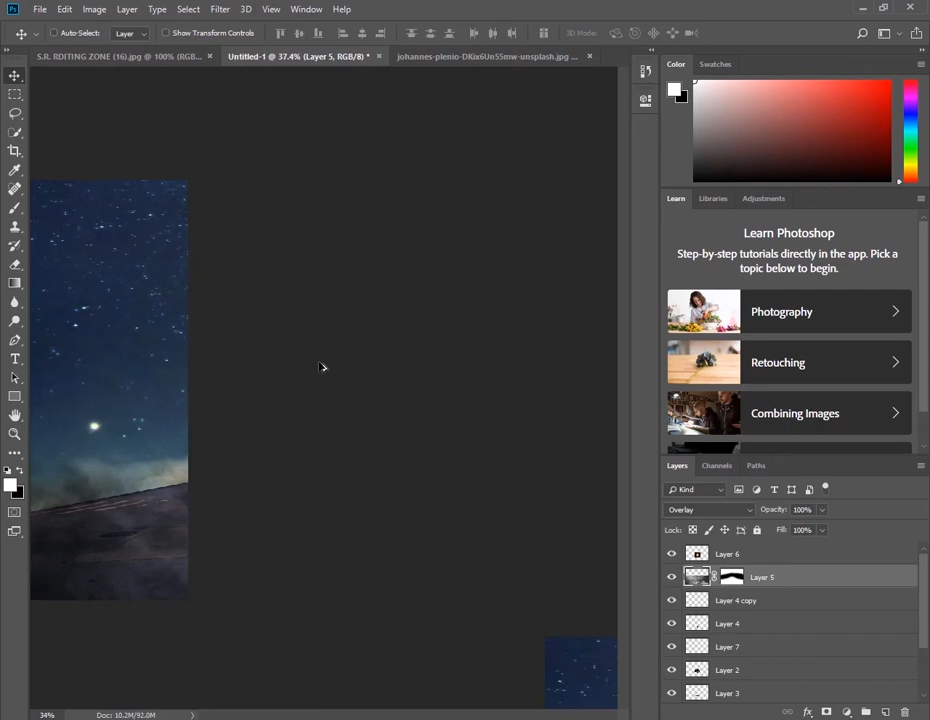 Ps File Edit Image Layer Type Select Filter 3D View Window Help
Auto-Select: Layer Show Transform Controls 3D Mode:
S.R. RDITING ZONE (16).jpg @ 100% (RGB... × Untitled-1 @ 37.4% (Layer 5, RGB/8) * × johannes-plenio-DKix6Un55mw-unsplash.jpg ... ×
Color Swatches
Learn Libraries Adjustments
Learn Photoshop
Step-by-step tutorials directly in the app. Pick a
topic below to begin.
Photography
Retouching
Combining Images
Layers Channels Paths
Kind
Overlay Opacity: 100%
Lock: Fill: 100%
Layer 6
Layer 5
Layer 4 copy
Layer 4
Layer 7
Layer 2
Layer 3
34% Doc: 10.2M/92.0M